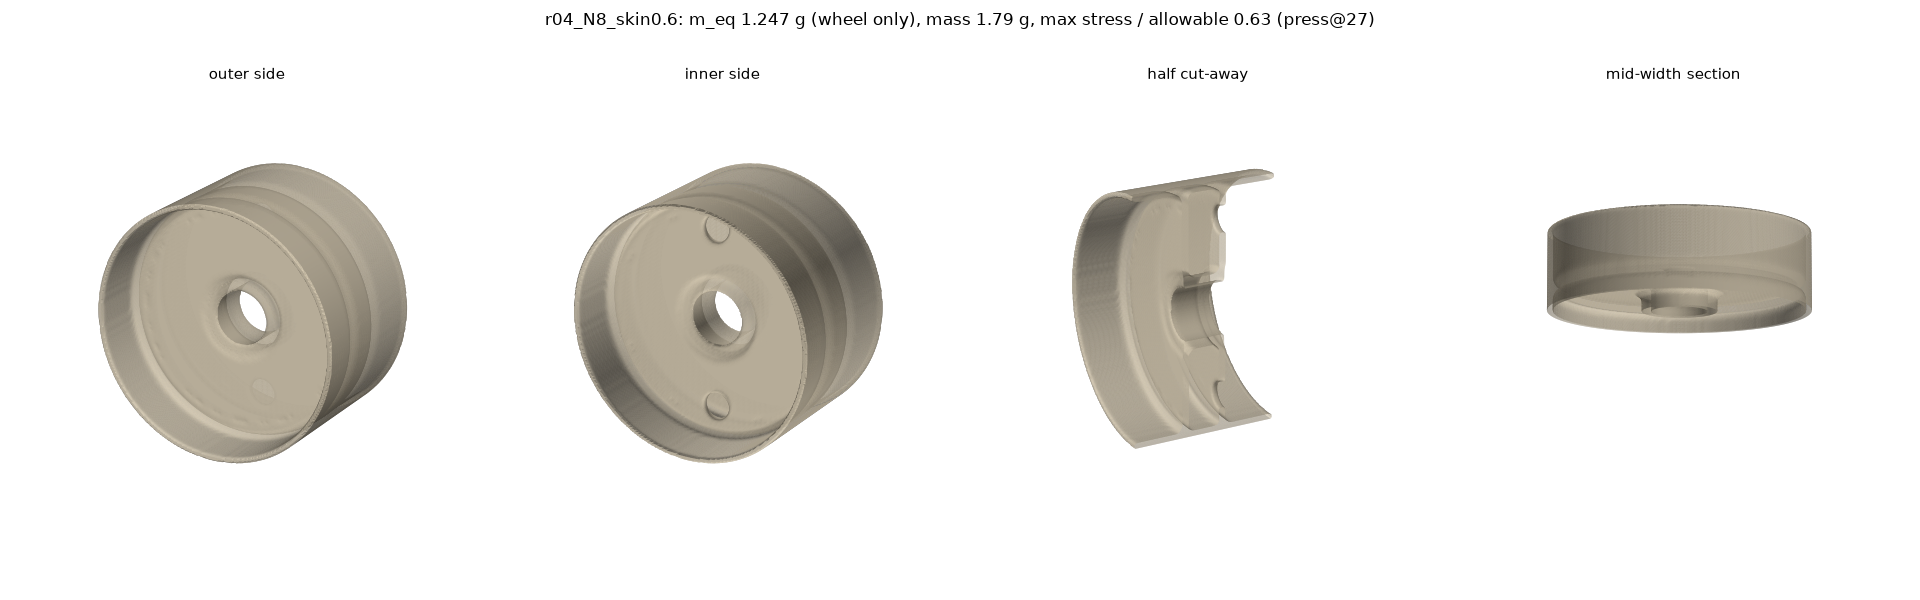 r04_N8_skin0.6: m_eq 1.247 g (wheel only), mass 1.79 g, max stress / allowable 0.63 (press@27)
outer side
inner side
half cut-away
mid-width section